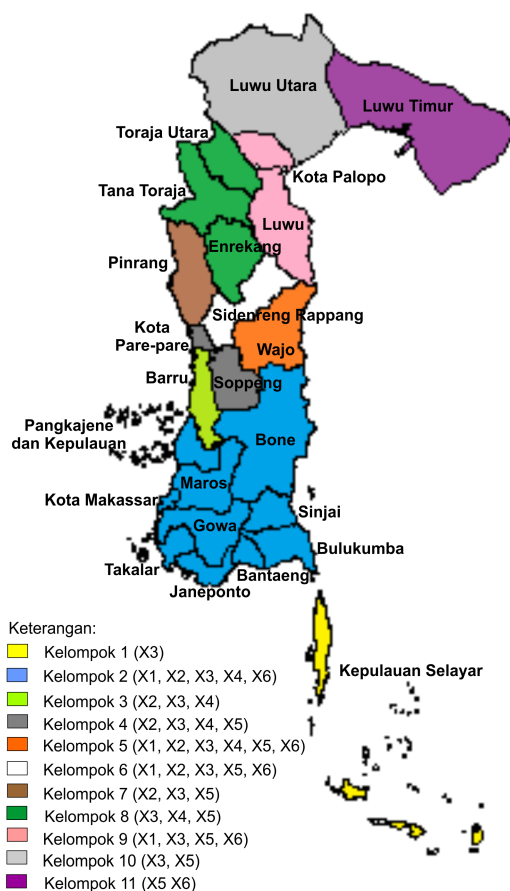 Luwu Utara
Luwu Timur
Toraja Utara
Kota Palopo
Tana Toraja
Luwu
Enrekang
Pinrang
Sidenreng Rappang
Kota
Pare-pare
Wajo
Barru
Soppeng
Pangkajene
dan Kepulauan
Bone
Maros
Kota Makassar
Sinjai
Gowa
Bulukumba
Takalar
Bantaeng
Janeponto
Kepulauan Selayar
Keterangan:
Kelompok 1 (X3)
Kelompok 2 (X1, X2, X3, X4, X6)
Kelompok 3 (X2, X3, X4)
Kelompok 4 (X2, X3, X4, X5)
Kelompok 5 (X1, X2, X3, X4, X5, X6)
Kelompok 6 (X1, X2, X3, X5, X6)
Kelompok 7 (X2, X3, X5)
Kelompok 8 (X3, X4, X5)
Kelompok 9 (X1, X3, X5, X6)
Kelompok 10 (X3, X5)
Kelompok 11 (X5 X6)